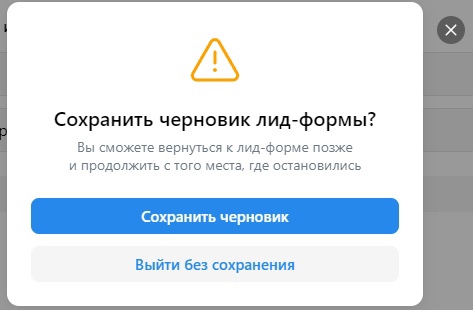 Сохранить черновик лид-формы?
Вы сможете вернуться к лид-форме позже
и продолжить с того места, где остановились
Сохранить черновик
Выйти без сохранения